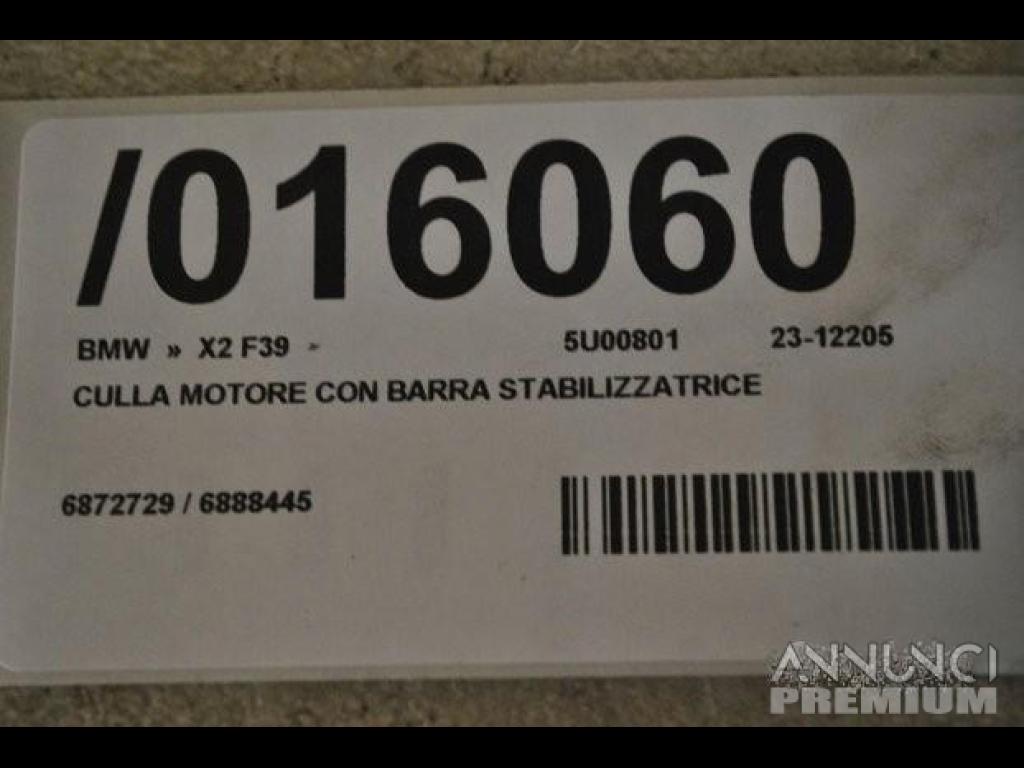 /016060
BMW » X2 F39 - 5U00801 23-12205
CULLA MOTORE CON BARRA STABILIZZATRICE
6872729 / 6888445
ANNUNCI
PREMIUM